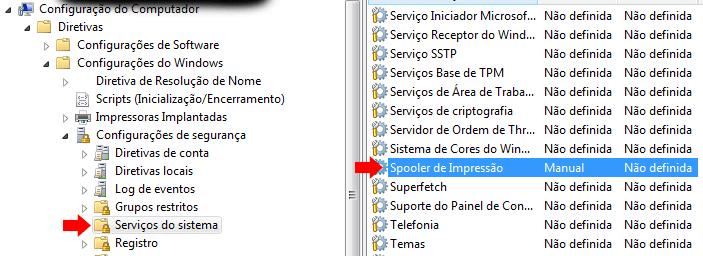 Configuração do Computador
Diretivas
Configurações de Software
Configurações do Windows
Diretiva de Resolução de Nome
Scripts (Inicialização/Encerramento)
Impressoras Implantadas
Configurações de segurança
Diretivas de conta
Diretivas locais
Log de eventos
Grupos restritos
Serviços do sistema
Registro
Serviço Iniciador Microsof... Não definida Não definida
Serviço Receptor do Wind... Não definida Não definida
Serviço SSTP Não definida Não definida
Serviços Base de TPM Não definida Não definida
Serviços de Área de Traba... Não definida Não definida
Serviços de criptografia Não definida Não definida
Servidor de Ordem de Thr... Não definida Não definida
Sistema de Cores do Win... Não definida Não definida
Spooler de Impressão Manual Não definida
Superfetch Não definida Não definida
Suporte do Painel de Con... Não definida Não definida
Telefonia Não definida Não definida
Temas Não definida Não definida